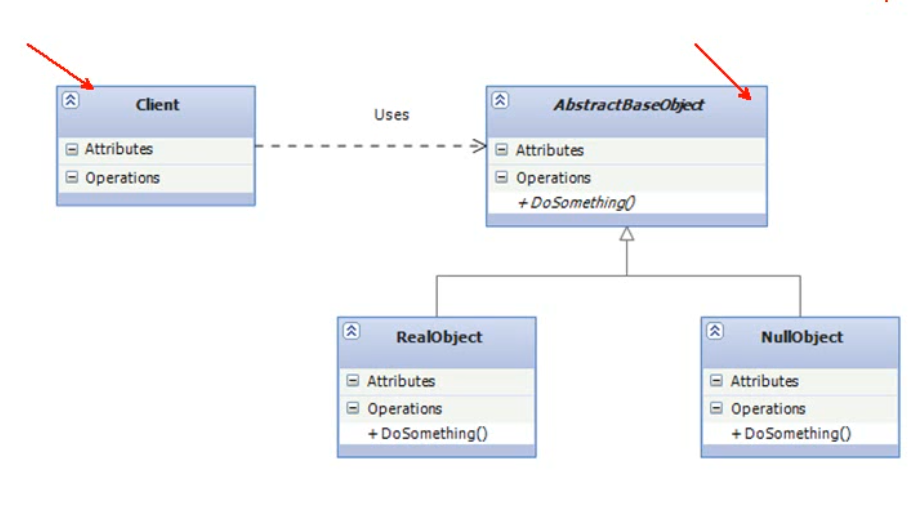 Client
Attributes
Operations
Uses
AbstractBaseObject
Attributes
Operations
+ DoSomething()
RealObject
Attributes
Operations
+ DoSomething()
NullObject
Attributes
Operations
+ DoSomething()